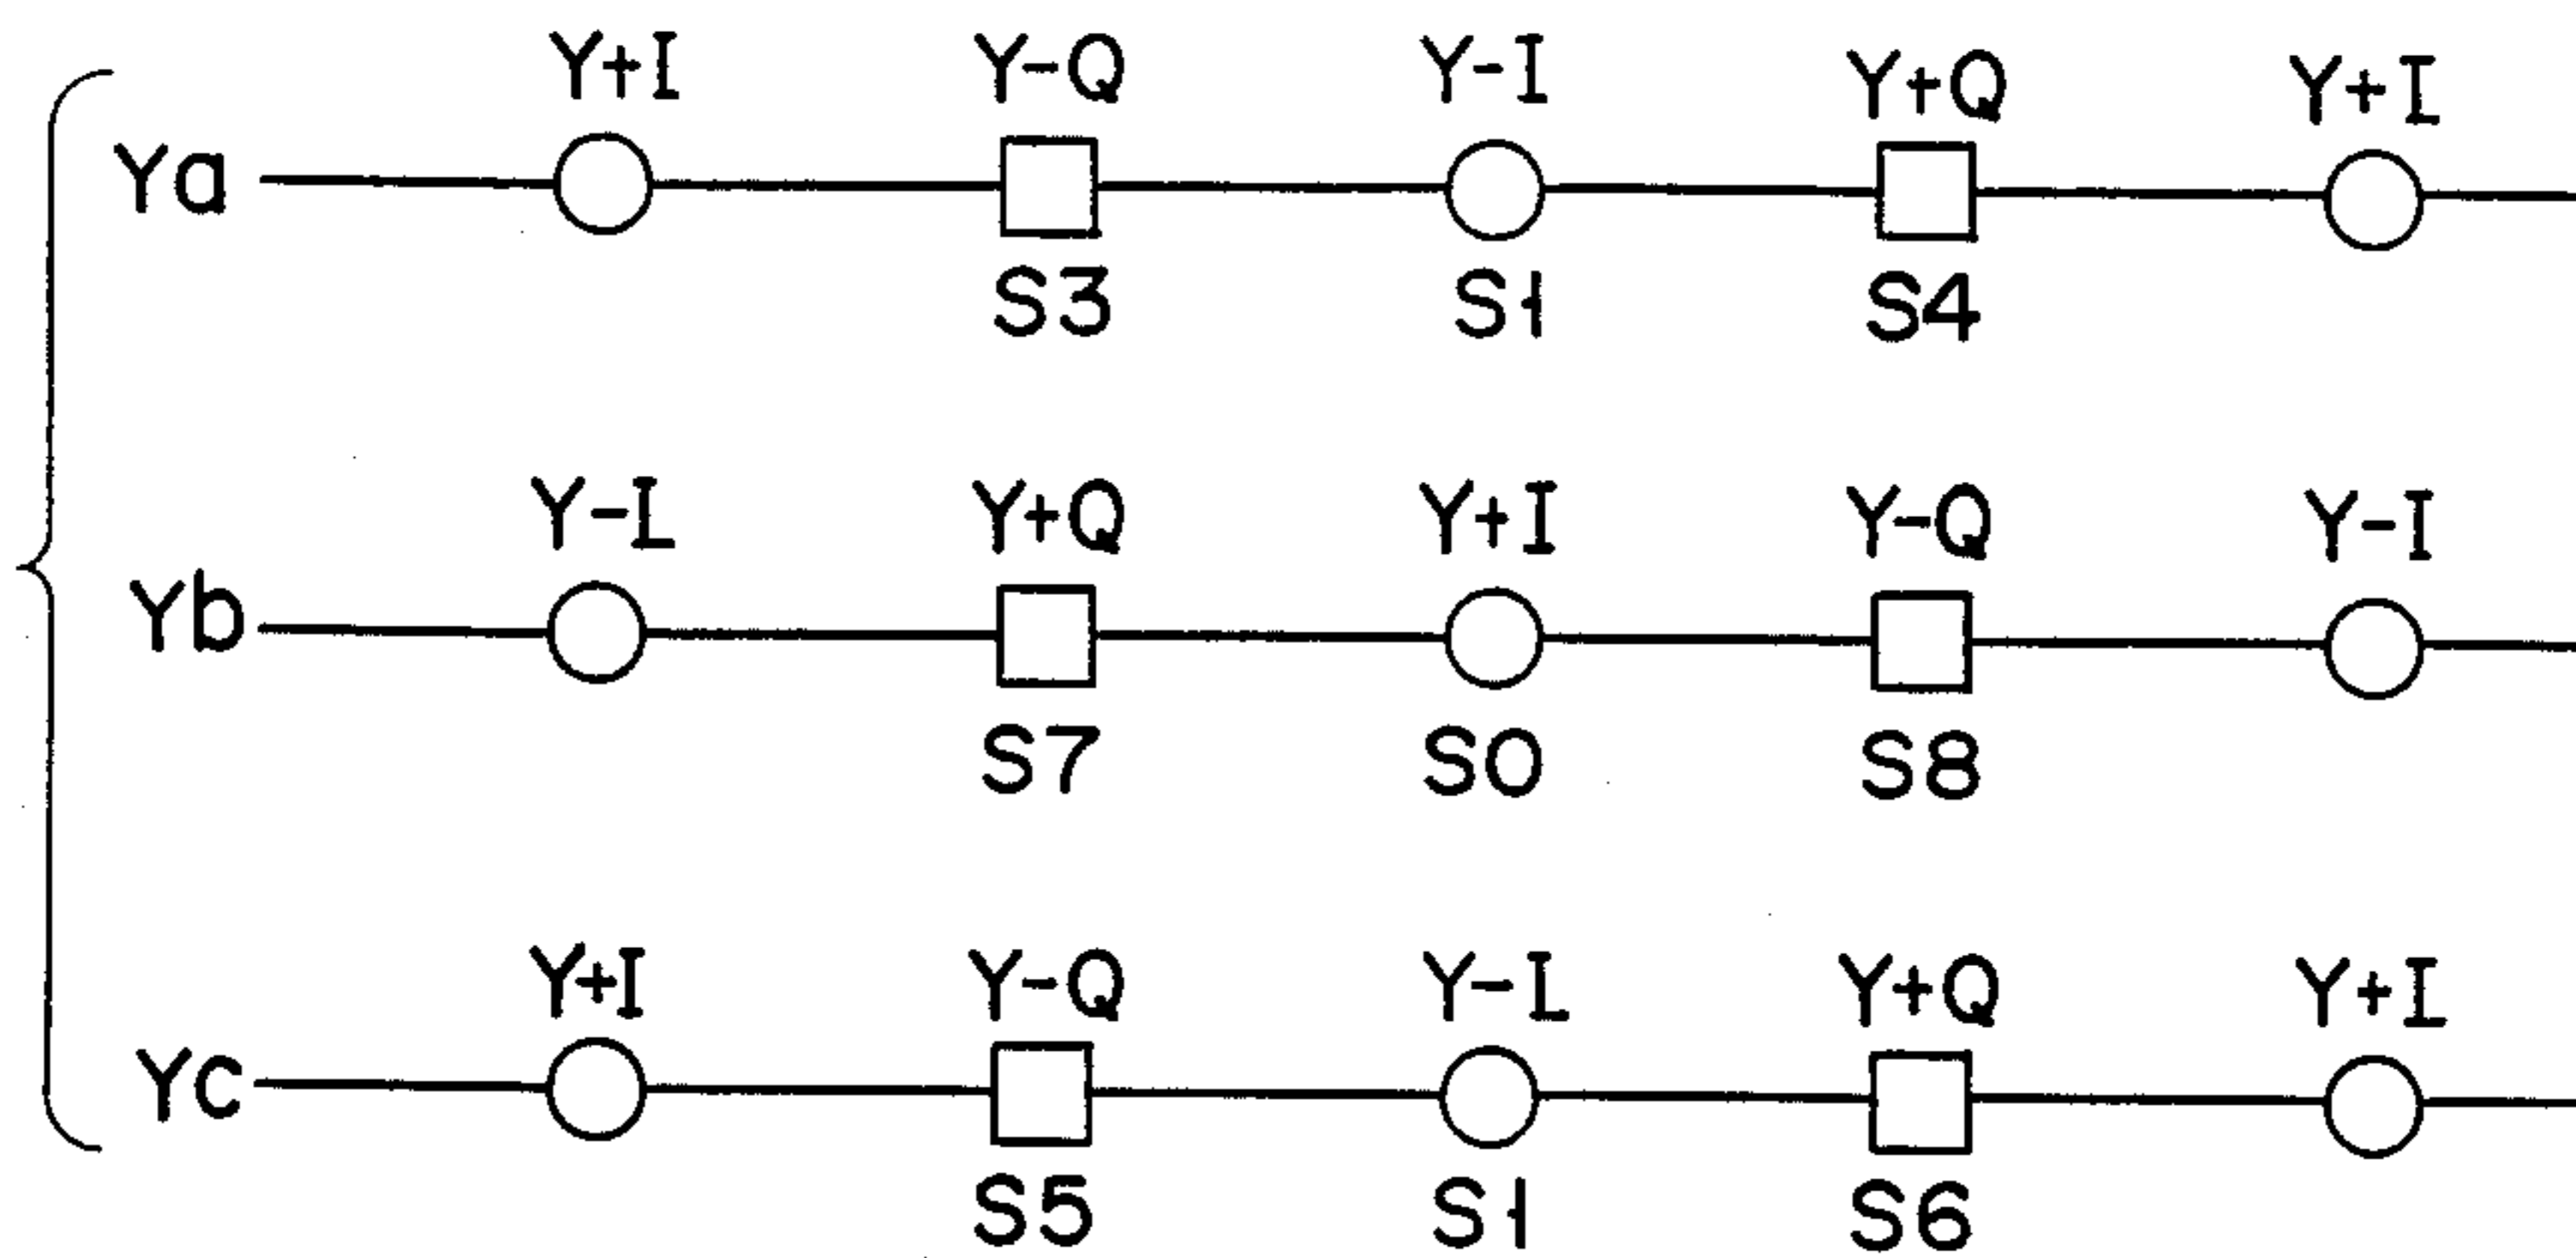 Y+I Y-Q Y-I Y+Q Y+I
Ya
S3 S1 S4
Y-L Y+Q Y+I Y-Q Y-I
Yb
S7 S0 S8
Y+I Y-Q Y-L Y+Q Y+L
Yc
S5 S1 S6